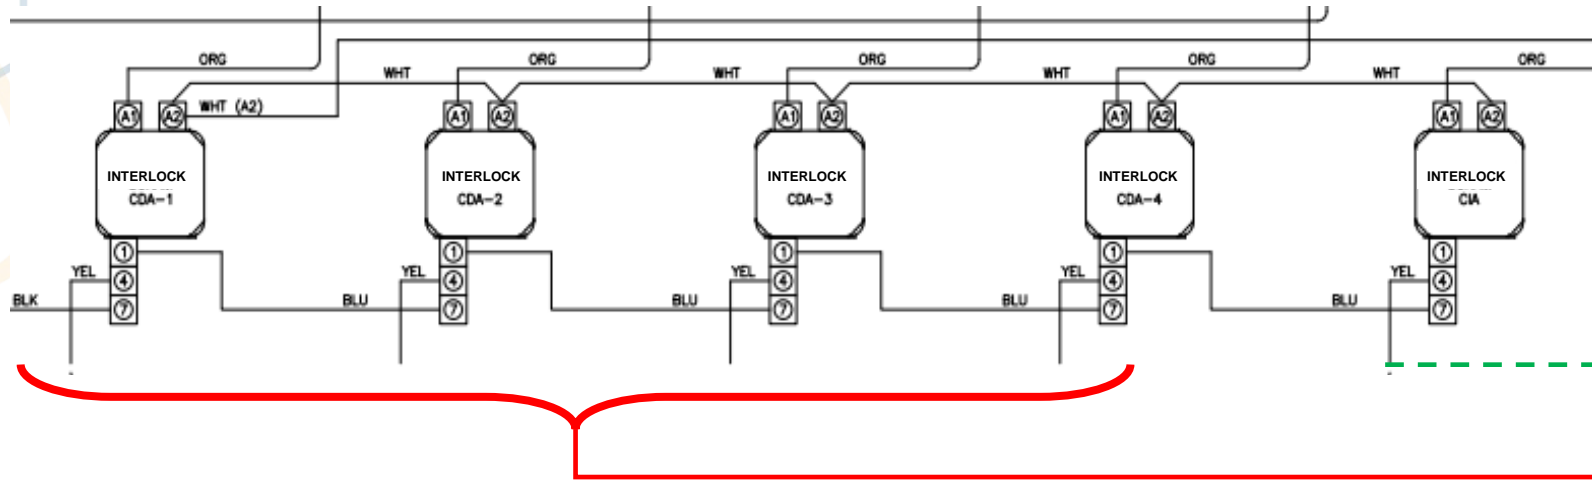 ORG ORG ORG ORG ORG
WHT WHT WHT WHT
WHT (A2)
A1 A2 A1 A2 A1 A2 A1 A2 A1 A2
INTERLOCK INTERLOCK INTERLOCK INTERLOCK INTERLOCK
CDA-1 CDA-2 CDA-3 CDA-4 CIA
1 1 1 1 1
YEL 4 YEL 4 YEL 4 YEL 4 YEL 4
BLK 7 BLU 7 BLU 7 BLU 7 BLU 7